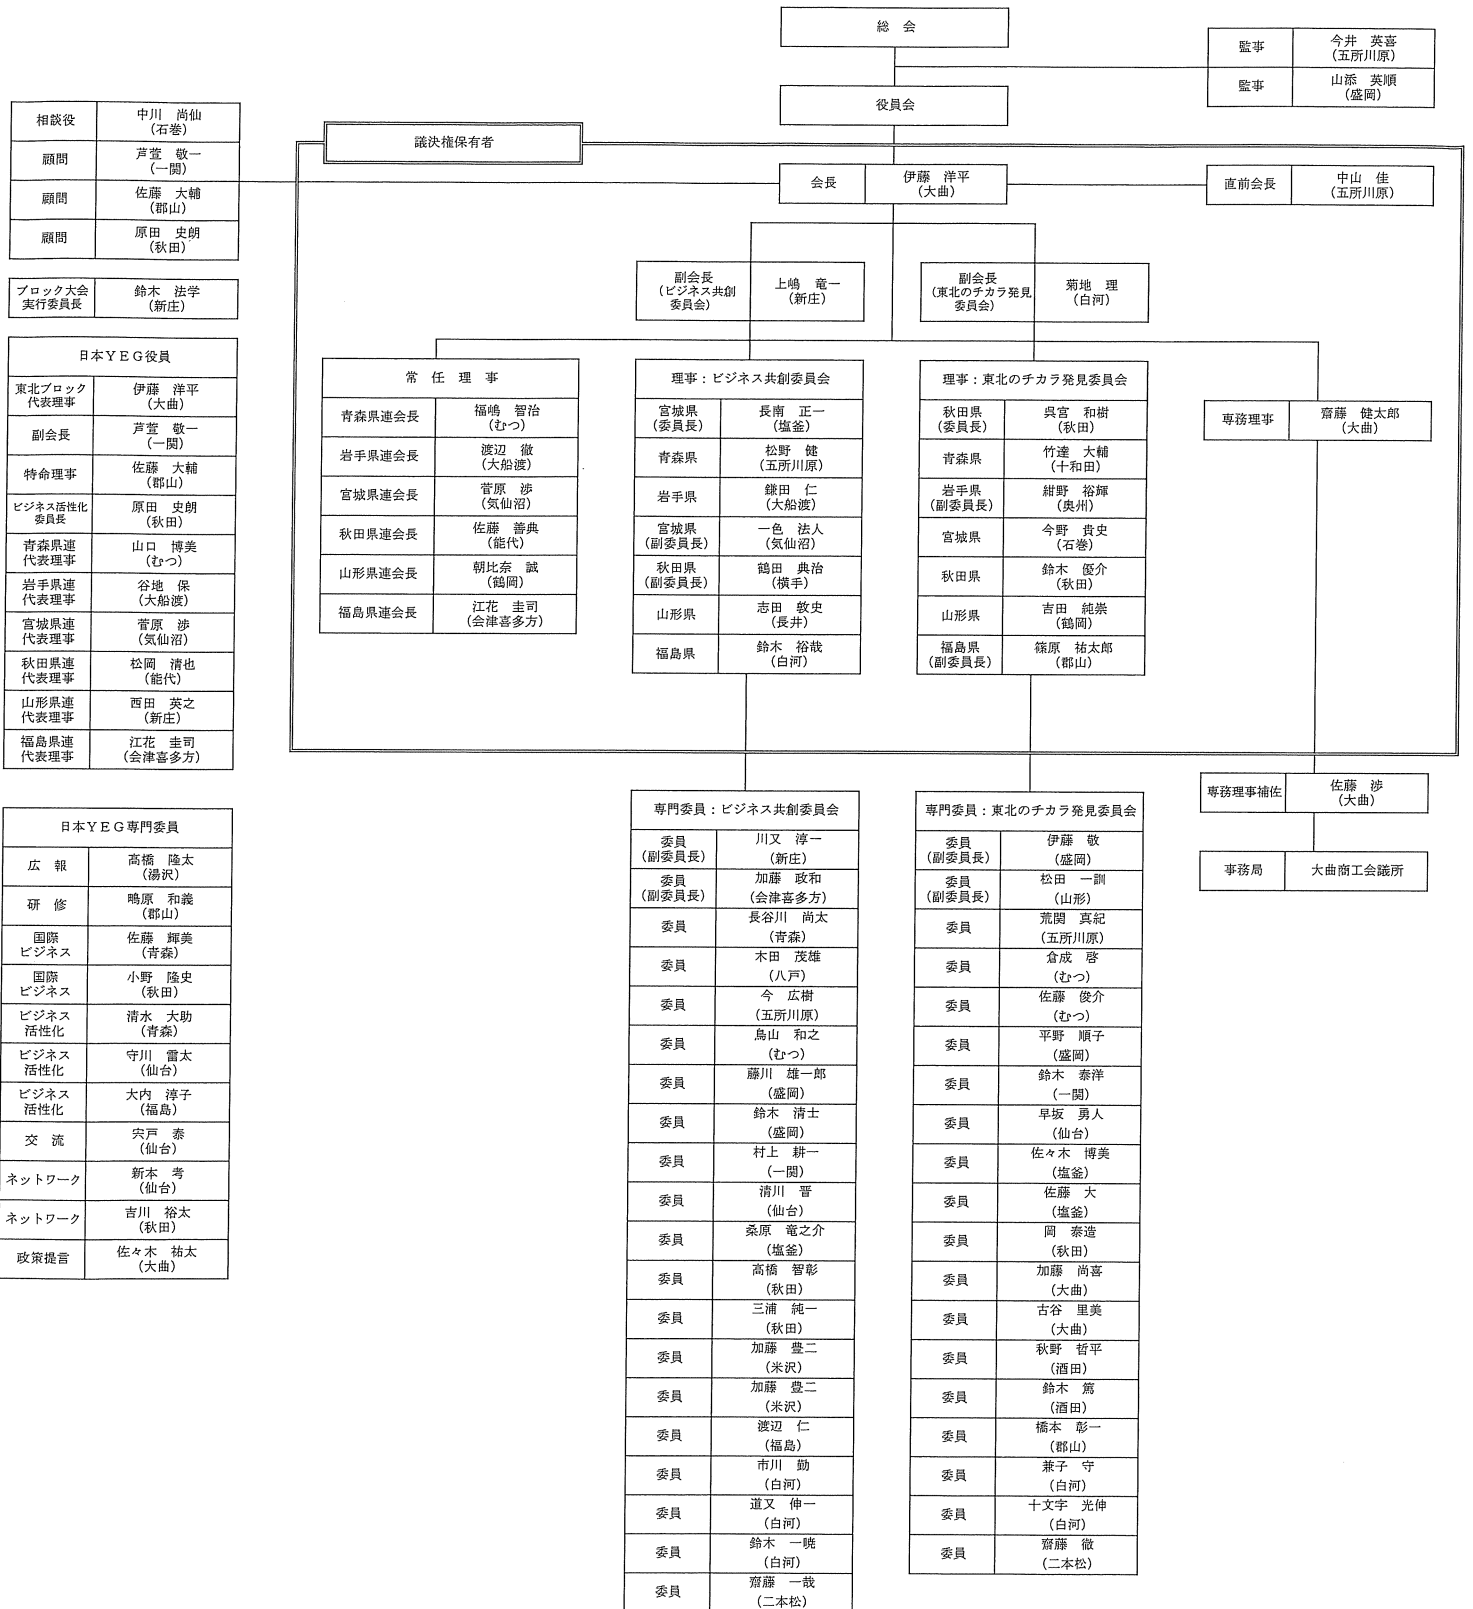 総　会
監事
今井　英喜
（五所川原）
監事
山添　英順
（盛岡）
役員会
議決権保有者
会長
伊藤　洋平
（大曲）
直前会長
中山　佳
（五所川原）
相談役
中川　尚仙
（石巻）
顧問
芦萱　敬一
（一関）
顧問
佐藤　大輔
（郡山）
顧問
原田　史朗
（秋田）
ブロック大会
実行委員長
鈴木　法学
（新庄）
副会長
（ビジネス共創
委員会）
上嶋　竜一
（新庄）
副会長
（東北のチカラ発見
委員会）
菊地　理
（白河）
日本ＹＥＧ役員
東北ブロック
代表理事
伊藤　洋平
（大曲）
副会長
芦萱　敬一
（一関）
特命理事
佐藤　大輔
（郡山）
ビジネス活性化
委員長
原田　史朗
（秋田）
青森県連
代表理事
山口　博美
（むつ）
岩手県連
代表理事
谷地　保
（大船渡）
宮城県連
代表理事
菅原　渉
（気仙沼）
秋田県連
代表理事
松岡　清也
（能代）
山形県連
代表理事
西田　英之
（新庄）
福島県連
代表理事
江花　圭司
（会津喜多方）
常　任　理　事
青森県連会長
福嶋　智治
（むつ）
岩手県連会長
渡辺　徹
（大船渡）
宮城県連会長
菅原　渉
（気仙沼）
秋田県連会長
佐藤　善典
（能代）
山形県連会長
朝比奈　誠
（鶴岡）
福島県連会長
江花　圭司
（会津喜多方）
理事：ビジネス共創委員会
宮城県
（委員長）
長南　正一
（塩釜）
青森県
松野　健
（五所川原）
岩手県
鎌田　仁
（大船渡）
宮城県
（副委員長）
一色　法人
（気仙沼）
秋田県
（副委員長）
鶴田　典治
（横手）
山形県
志田　敦史
（長井）
福島県
鈴木　裕哉
（白河）
理事：東北のチカラ発見委員会
秋田県
（委員長）
呉宮　和樹
（秋田）
青森県
竹達　大輔
（十和田）
岩手県
（副委員長）
紺野　裕輝
（奥州）
宮城県
今野　貴史
（石巻）
秋田県
鈴木　優介
（秋田）
山形県
吉田　純崇
（鶴岡）
福島県
（副委員長）
篠原　祐太郎
（郡山）
専務理事
齋藤　健太郎
（大曲）
専務理事補佐
佐藤　渉
（大曲）
事務局
大曲商工会議所
日本ＹＥＧ専門委員
広　報
高橋　隆太
（湯沢）
研　修
鴫原　和義
（郡山）
国際
ビジネス
佐藤　輝美
（青森）
国際
ビジネス
小野　隆史
（秋田）
ビジネス
活性化
清水　大助
（青森）
ビジネス
活性化
守川　雷太
（仙台）
ビジネス
活性化
大内　淳子
（福島）
交　流
宍戸　泰
（仙台）
ネットワーク
新本　考
（仙台）
ネットワーク
吉川　裕太
（秋田）
政策提言
佐々木　祐太
（大曲）
専門委員：ビジネス共創委員会
委員
（副委員長）
川又　淳一
（新庄）
委員
（副委員長）
加藤　政和
（会津喜多方）
委員
長谷川　尚太
（青森）
委員
木田　茂雄
（八戸）
委員
今　広樹
（五所川原）
委員
鳥山　和之
（むつ）
委員
藤川　雄一郎
（盛岡）
委員
鈴木　清士
（盛岡）
委員
村上　耕一
（一関）
委員
清川　晋
（仙台）
委員
桑原　竜之介
（塩釜）
委員
高橋　智彰
（秋田）
委員
三浦　純一
（秋田）
委員
加藤　豊二
（米沢）
委員
加藤　豊二
（米沢）
委員
渡辺　仁
（福島）
委員
市川　勤
（白河）
委員
道又　伸一
（白河）
委員
鈴木　一暁
（白河）
委員
齋藤　一哉
（二本松）
専門委員：東北のチカラ発見委員会
委員
（副委員長）
伊藤　敬
（盛岡）
委員
（副委員長）
松田　一訓
（山形）
委員
荒関　真紀
（五所川原）
委員
倉成　啓
（むつ）
委員
佐藤　俊介
（むつ）
委員
平野　順子
（盛岡）
委員
鈴木　泰洋
（一関）
委員
早坂　勇人
（仙台）
委員
佐々木　博美
（塩釜）
委員
佐藤　大
（塩釜）
委員
岡　泰造
（秋田）
委員
加藤　尚喜
（大曲）
委員
古谷　里美
（大曲）
委員
秋野　哲平
（酒田）
委員
鈴木　篤
（酒田）
委員
橋本　彰一
（郡山）
委員
兼子　守
（白河）
委員
十文字　光伸
（白河）
委員
齋藤　徹
（二本松）